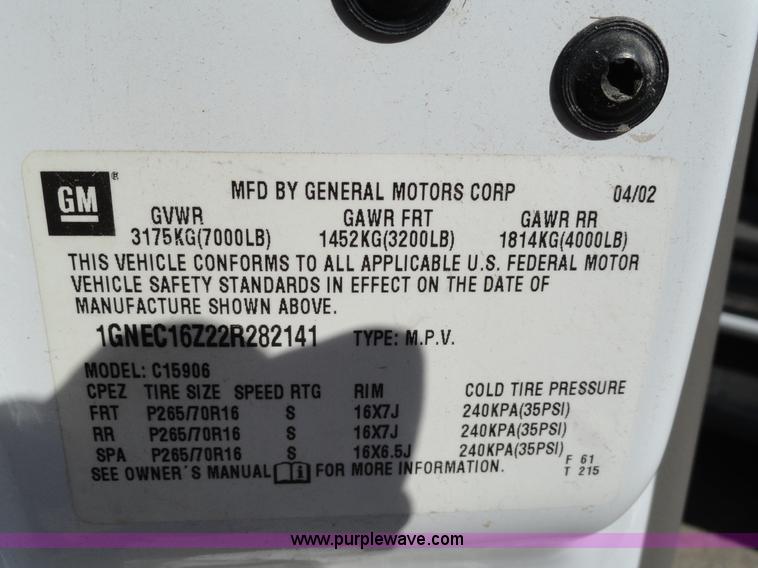 GM® MFD BY GENERAL MOTORS CORP 04/02
GVWR GAWR FRT GAWR RR
3175KG(7000LB) 1452KG(3200LB) 1814KG(4000LB)
THIS VEHICLE CONFORMS TO ALL APPLICABLE U.S. FEDERAL MOTOR
VEHICLE SAFETY STANDARDS IN EFFECT ON THE DATE OF
MANUFACTURE SHOWN ABOVE.
1GNEC16Z22R282141 TYPE: M.P.V.
MODEL: C15906
CPEZ TIRE SIZE SPEED RTG RIM COLD TIRE PRESSURE
FRT P265/70R16 S 16X7J 240KPA(35PSI)
RR P265/70R16 S 16X7J 240KPA(35PSI)
SPA P265/70R16 S 16X6.5J 240KPA(35PSI) F 61
SEE OWNER'S MANUAL i FOR MORE INFORMATION. T 215
www.purplewave.com